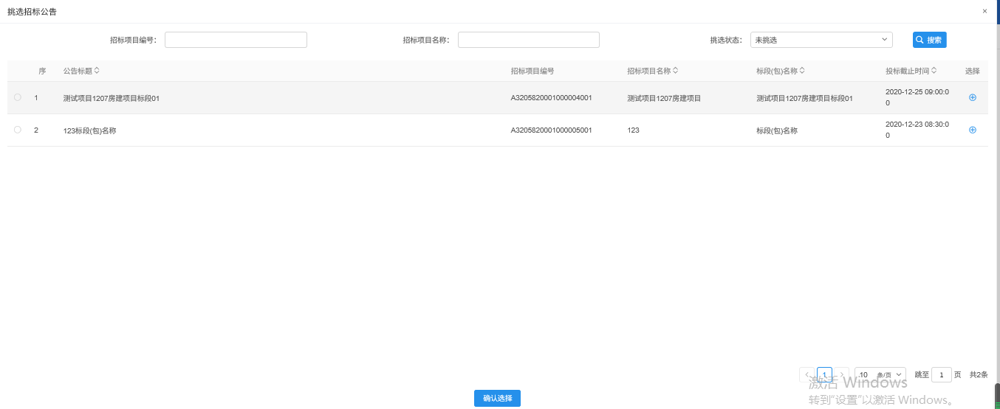 挑选招标公告
×
招标项目编号： 招标项目名称： 挑选状态： 未挑选 搜索
序 公告标题 招标项目编号 招标项目名称 标段(包)名称 投标截止时间 选择
1 测试项目1207房建项目标段01 A3205820001000004001 测试项目1207房建项目 测试项目1207房建项目标段01 2020-12-25 09:00:0
0
2 123标段(包)名称 A3205820001000005001 123 标段(包)名称 2020-12-23 08:30:0
0
1 10 条/页 跳至 1 页 共2条
激活 Windows
确认选择
转到"设置"以激活 Windows。